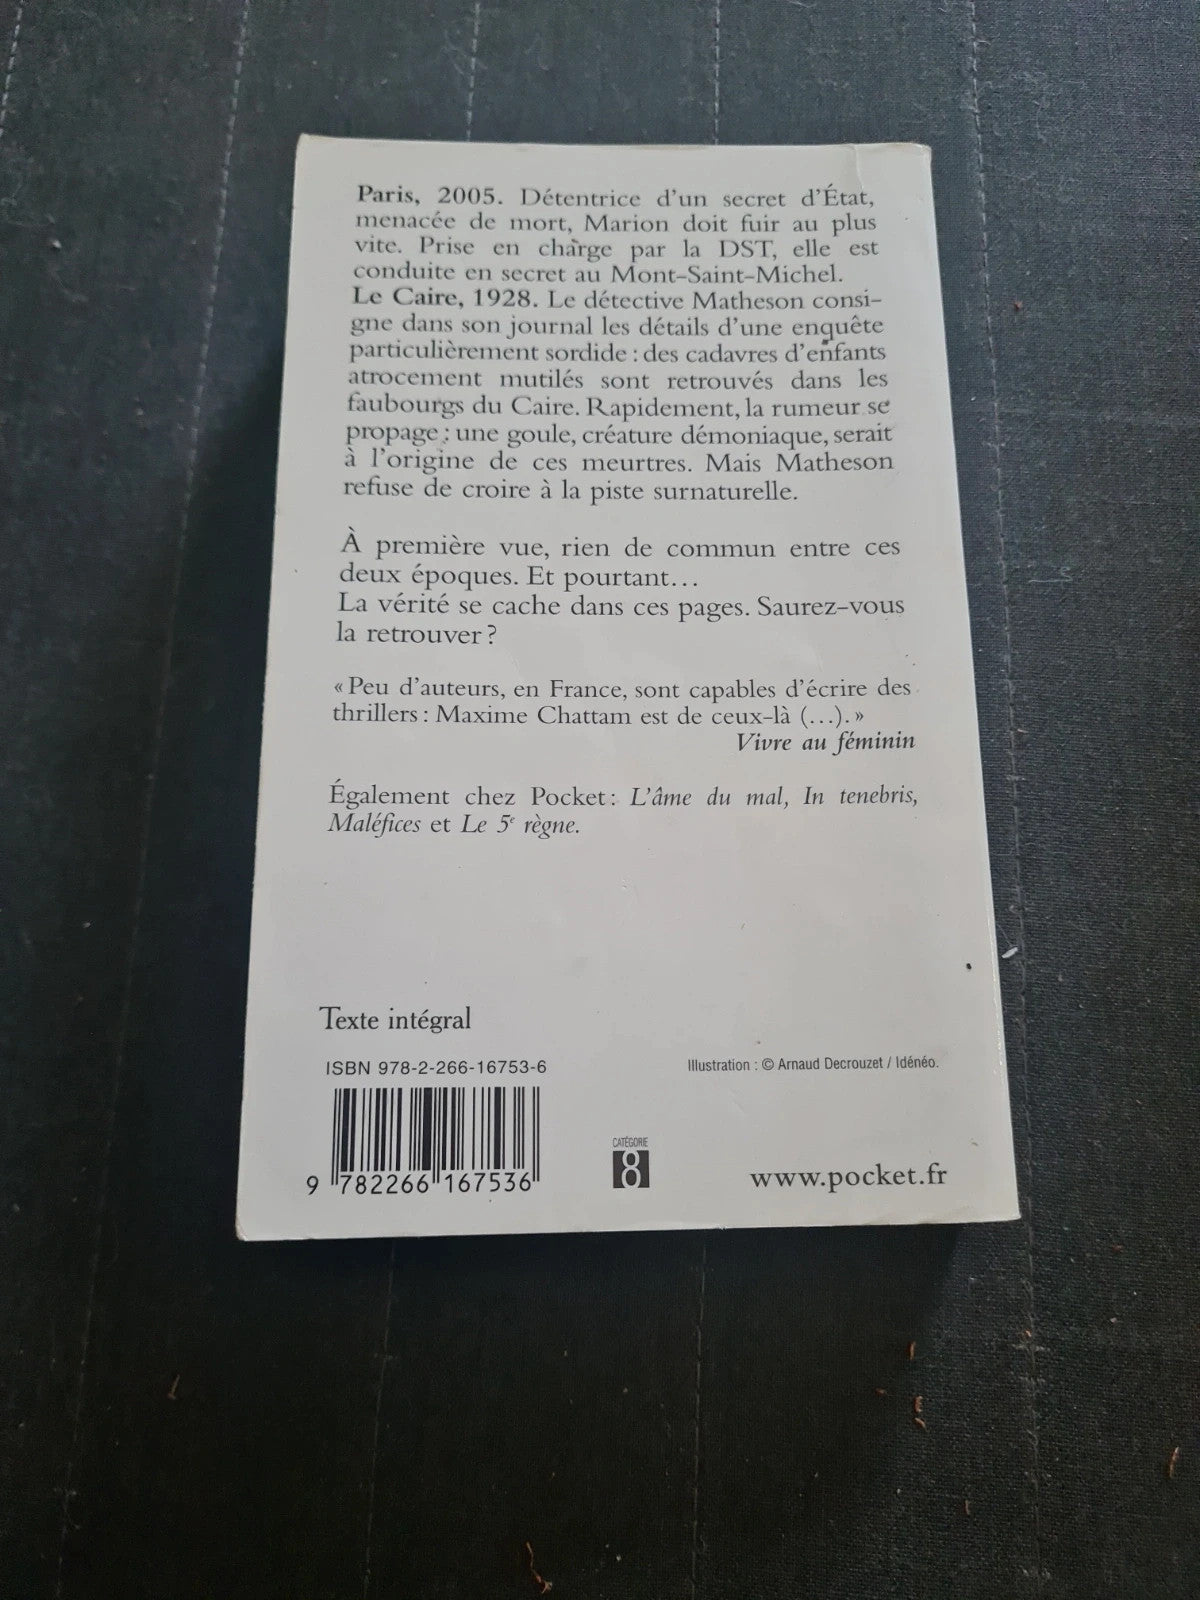 Paris, 2005. Détentrice d'un secret d'État,
menacée de mort, Marion doit fuir au plus
vite. Prise en charge par la DST, elle est
conduite en secret au Mont-Saint-Michel.
Le Caire, 1928. Le détective Matheson consi-
gne dans son journal les détails d'une enquête
particulièrement sordide : des cadavres d'enfants
atrocement mutilés sont retrouvés dans les
faubourgs du Caire. Rapidement, la rumeur se
propage : une goule, créature démoniaque, serait
à l'origine de ces meurtres. Mais Matheson
refuse de croire à la piste surnaturelle.
À première vue, rien de commun entre ces
deux époques. Et pourtant...
La vérité se cache dans ces pages. Saurez-vous
la retrouver ?
« Peu d'auteurs, en France, sont capables d'écrire des
thrillers : Maxime Chattam est de ceux-là (...). »
Vivre au féminin
Également chez Pocket : L'âme du mal, In tenebris,
Maléfices et Le 5e règne.
Texte intégral
ISBN 978-2-266-16753-6
Illustration : © Arnaud Decrouzet / Idénéo.
9 782266 167536
CATÉGORIE
8
www.pocket.fr